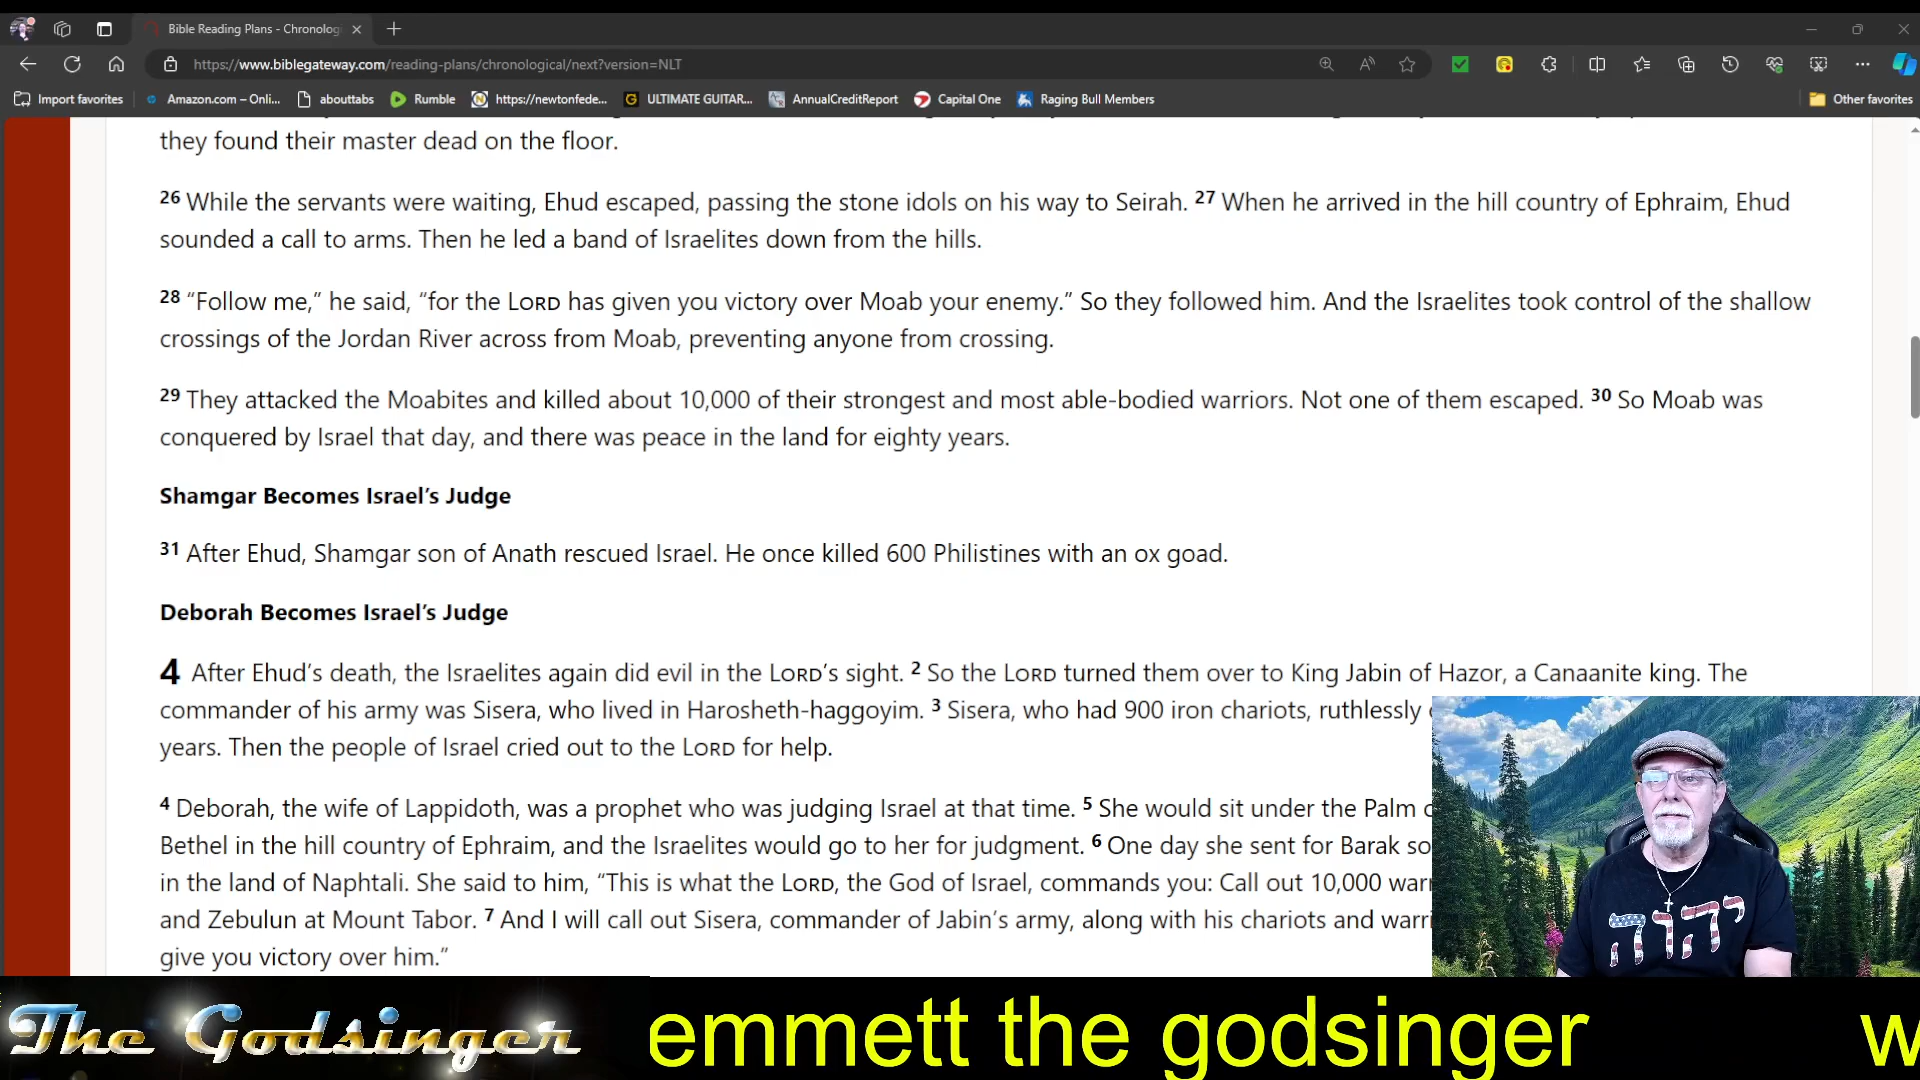 Bible Reading Plans - Chronologi
https://www.biblegateway.com/reading-plans/chronological/next?version=NLT
Import favorites
Amazon.com – Onli...
abouttabs
Rumble
https://newtonfede...
ULTIMATE GUITAR...
AnnualCreditReport
Capital One
Raging Bull Members
Other favorites
they found their master dead on the floor.
26 While the servants were waiting, Ehud escaped, passing the stone idols on his way to Seirah. 27 When he arrived in the hill country of Ephraim, Ehud
sounded a call to arms. Then he led a band of Israelites down from the hills.
28 “Follow me,” he said, “for the LORD has given you victory over Moab your enemy.” So they followed him. And the Israelites took control of the shallow
crossings of the Jordan River across from Moab, preventing anyone from crossing.
29 They attacked the Moabites and killed about 10,000 of their strongest and most able-bodied warriors. Not one of them escaped. 30 So Moab was
conquered by Israel that day, and there was peace in the land for eighty years.
Shamgar Becomes Israel’s Judge
31 After Ehud, Shamgar son of Anath rescued Israel. He once killed 600 Philistines with an ox goad.
Deborah Becomes Israel’s Judge
4 After Ehud’s death, the Israelites again did evil in the LORD’s sight. 2 So the LORD turned them over to King Jabin of Hazor, a Canaanite king. The
commander of his army was Sisera, who lived in Harosheth-haggoyim. 3 Sisera, who had 900 iron chariots, ruthlessly
years. Then the people of Israel cried out to the LORD for help.
4 Deborah, the wife of Lappidoth, was a prophet who was judging Israel at that time. 5 She would sit under the Palm
Bethel in the hill country of Ephraim, and the Israelites would go to her for judgment. 6 One day she sent for Barak so
in the land of Naphtali. She said to him, “This is what the LORD, the God of Israel, commands you: Call out 10,000 warr
and Zebulun at Mount Tabor. 7 And I will call out Sisera, commander of Jabin’s army, along with his chariots and warri
give you victory over him.”
יהוה
The Godsinger
emmett the godsinger w